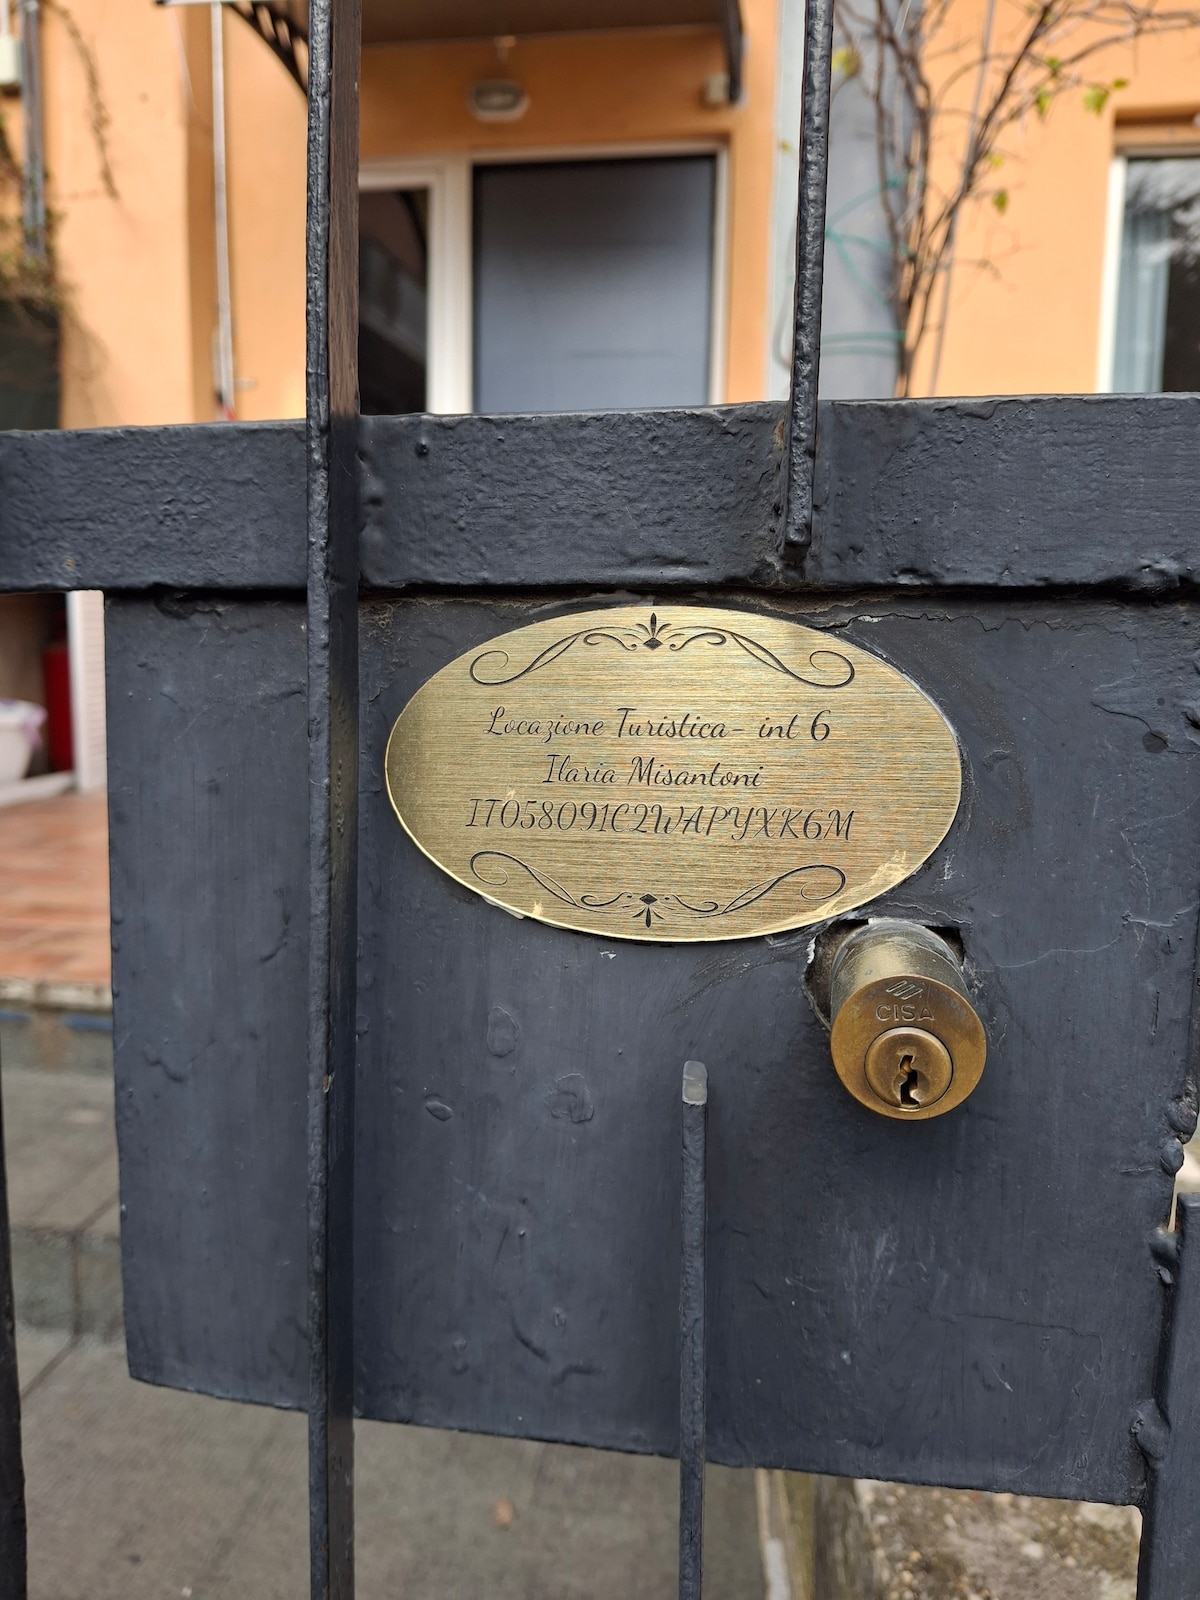 Locazione Turistica- int 6
Ilaria Misantoni
IT058091C2WAPYXK6M
CISA